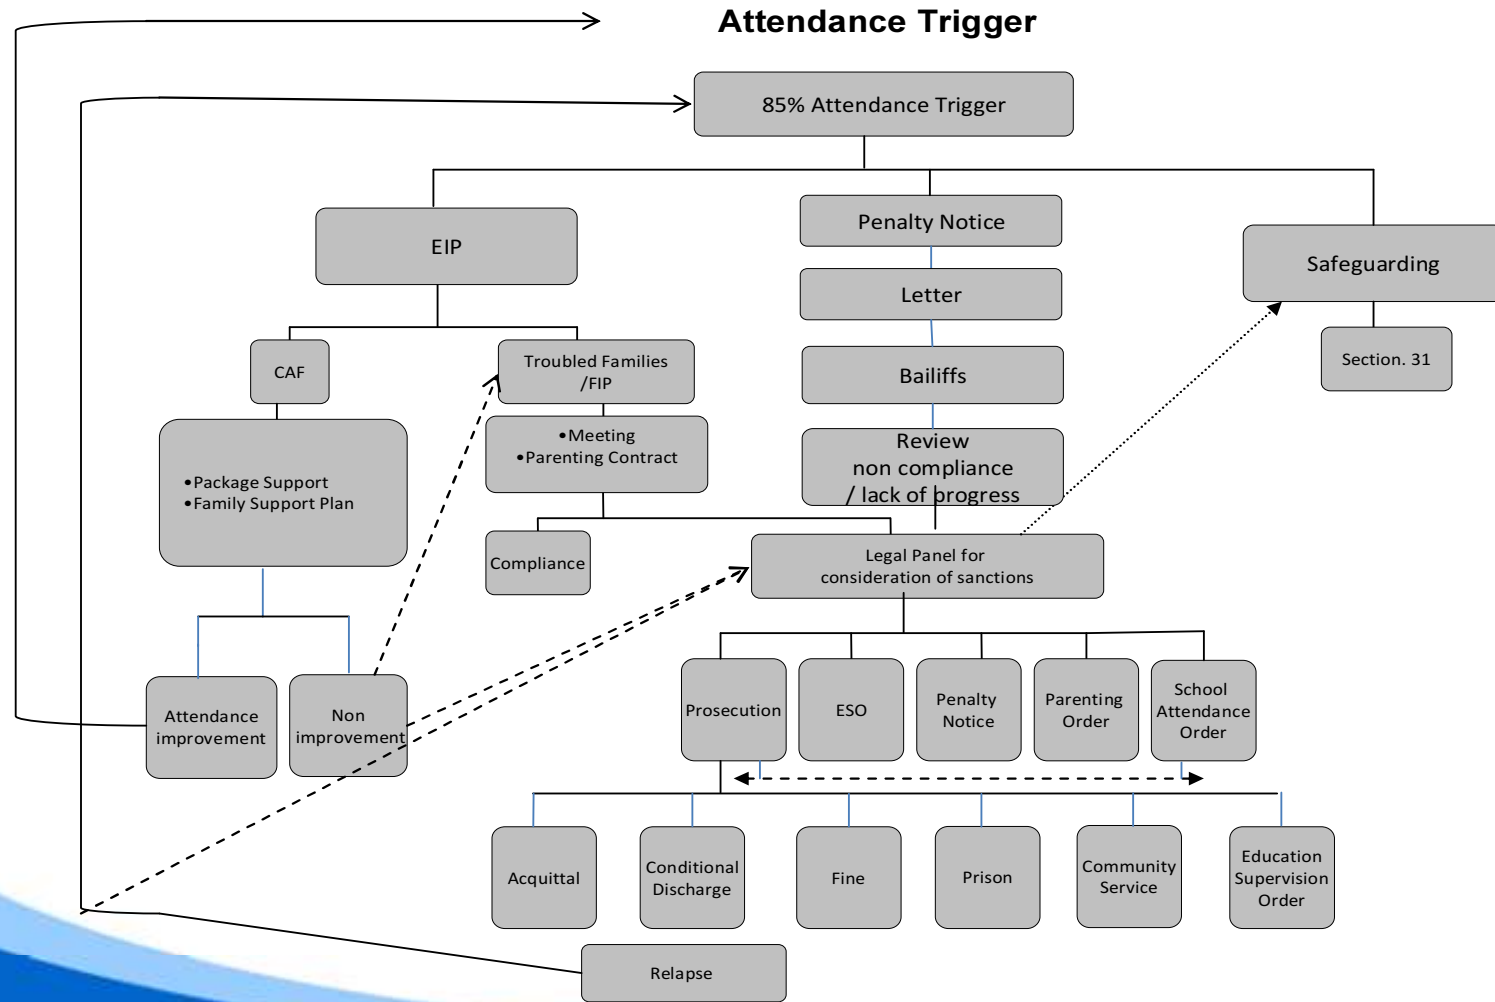 Attendance Trigger
85% Attendance Trigger
EIP
Penalty Notice
Safeguarding
Letter
CAF
Troubled Families
/FIP
Bailiffs
Section. 31
•Package Support
•Family Support Plan
•Meeting
•Parenting Contract
Review
non compliance
/ lack of progress
Compliance
Legal Panel for
consideration of sanctions
Attendance
improvement
Non
improvement
Prosecution
ESO
Penalty
Notice
Parenting
Order
School
Attendance
Order
Acquittal
Conditional
Discharge
Fine
Prison
Community
Service
Education
Supervision
Order
Relapse